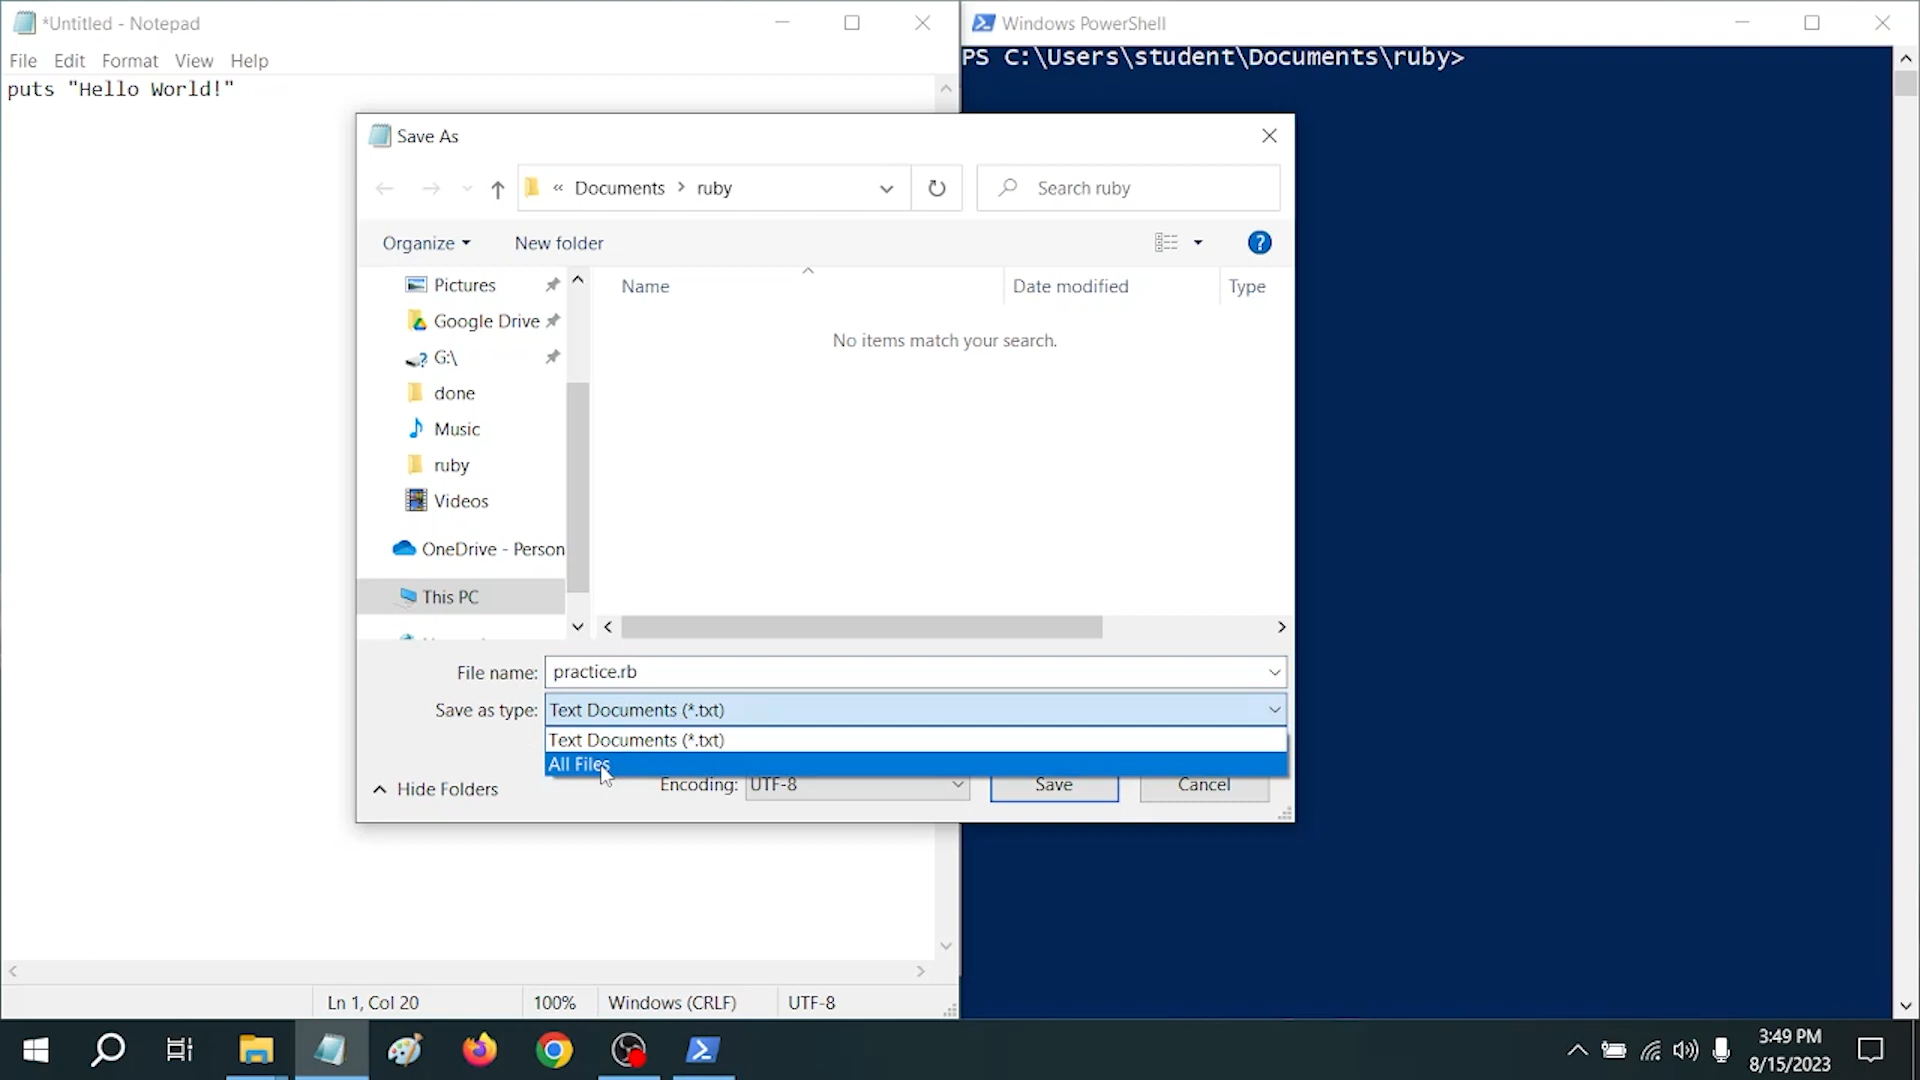 *Untitled - Notepad
File Edit Format View Help
puts "Hello World!"
Windows PowerShell
PS C:\Users\student\Documents\ruby>
Save As
« Documents > ruby
Search ruby
Organize
New folder
Name
Date modified
Type
No items match your search.
Pictures
Google Drive
G:\
done
Music
ruby
Videos
OneDrive - Person
This PC
File name: practice.rb
Save as type: Text Documents (*.txt)
Text Documents (*.txt)
All Files
Hide Folders
Encoding: UTF-8
Save
Cancel
Ln 1, Col 20
100%
Windows (CRLF)
UTF-8
3:49 PM
8/15/2023